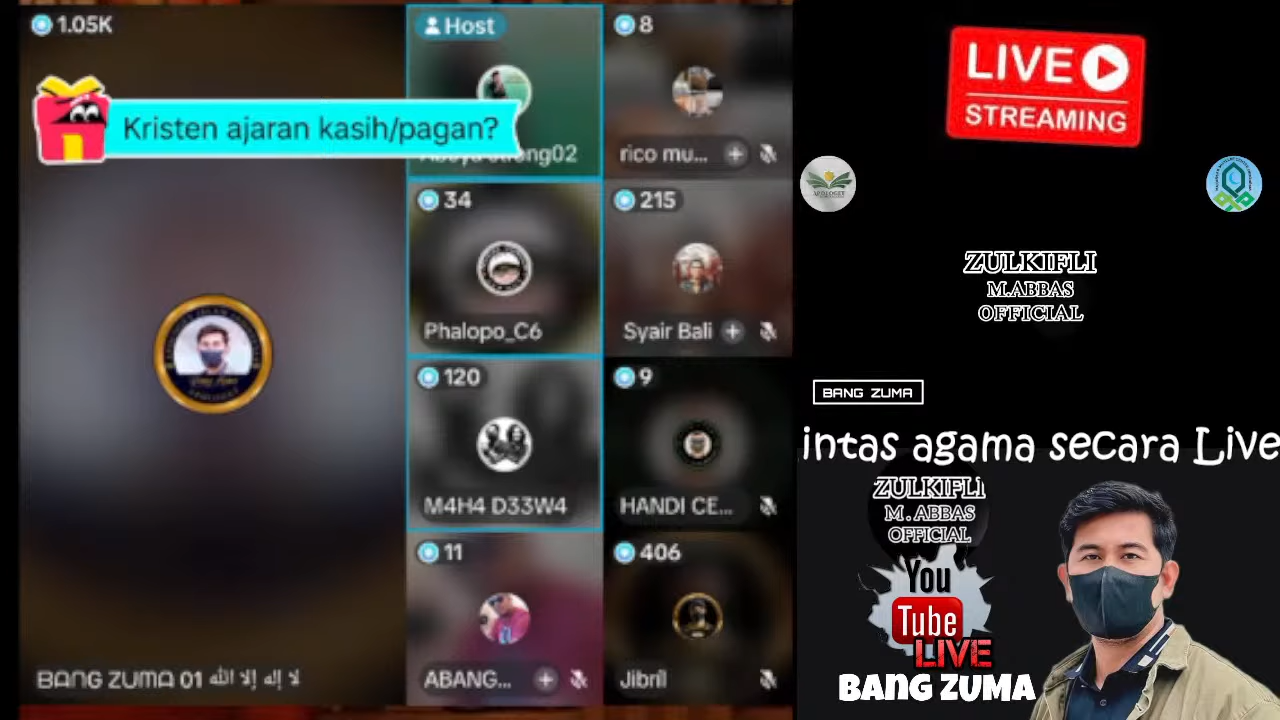 1.05K
Host
8
Kristen ajaran kasih/pagan?
rico mu...
34
215
Phalopo_C6
Syair Bali
120
9
M4H4 D33W4
HANDI CE...
11
406
ABANG...
Jibril
BANG ZUMA 01 لا إله إلا الله
LIVE
STREAMING
ZULKIFLI
M.ABBAS
OFFICIAL
BANG ZUMA
intas agama secara Live
ZULKIFLI
M.ABBAS
OFFICIAL
You
Tube
LIVE
BANG ZUMA